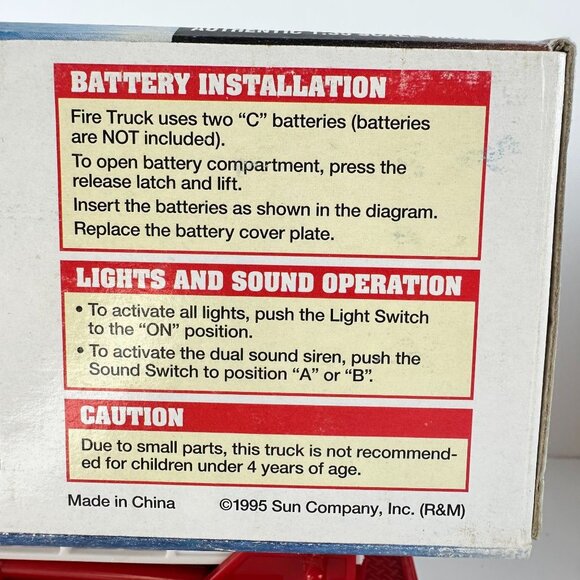 AUTHENTIC 1:30 SCALE
BATTERY INSTALLATION
Fire Truck uses two “C” batteries (batteries
are NOT included).
To open battery compartment, press the
release latch and lift.
Insert the batteries as shown in the diagram.
Replace the battery cover plate.
LIGHTS AND SOUND OPERATION
• To activate all lights, push the Light Switch
to the “ON” position.
• To activate the dual sound siren, push the
Sound Switch to position “A” or “B”.
CAUTION
Due to small parts, this truck is not recommend-
ed for children under 4 years of age.
Made in China ©1995 Sun Company, Inc. (R&M)